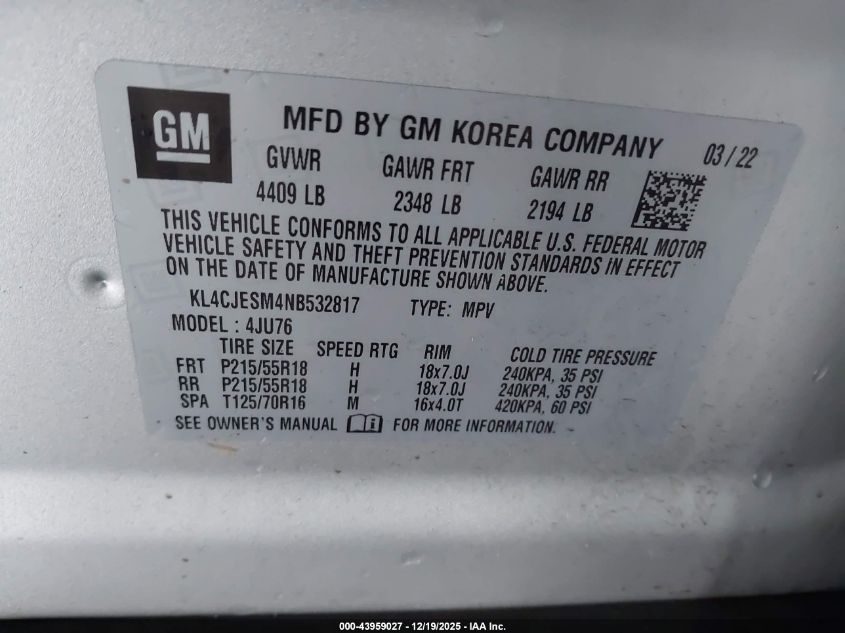 GM
MFD BY GM KOREA COMPANY 03/22
GVWR GAWR FRT GAWR RR
4409 LB 2348 LB 2194 LB
THIS VEHICLE CONFORMS TO ALL APPLICABLE U.S. FEDERAL MOTOR
VEHICLE SAFETY AND THEFT PREVENTION STANDARDS IN EFFECT
ON THE DATE OF MANUFACTURE SHOWN ABOVE.
KL4CJESM4NB532817 TYPE: MPV
MODEL : 4JU76
TIRE SIZE SPEED RTG RIM COLD TIRE PRESSURE
FRT P215/55R18 H 18x7.0J 240KPA, 35 PSI
RR P215/55R18 H 18x7.0J 240KPA, 35 PSI
SPA T125/70R16 M 16x4.0T 420KPA, 60 PSI
SEE OWNER'S MANUAL i FOR MORE INFORMATION.
000-43959027 - 12/19/2025 - IAA Inc.